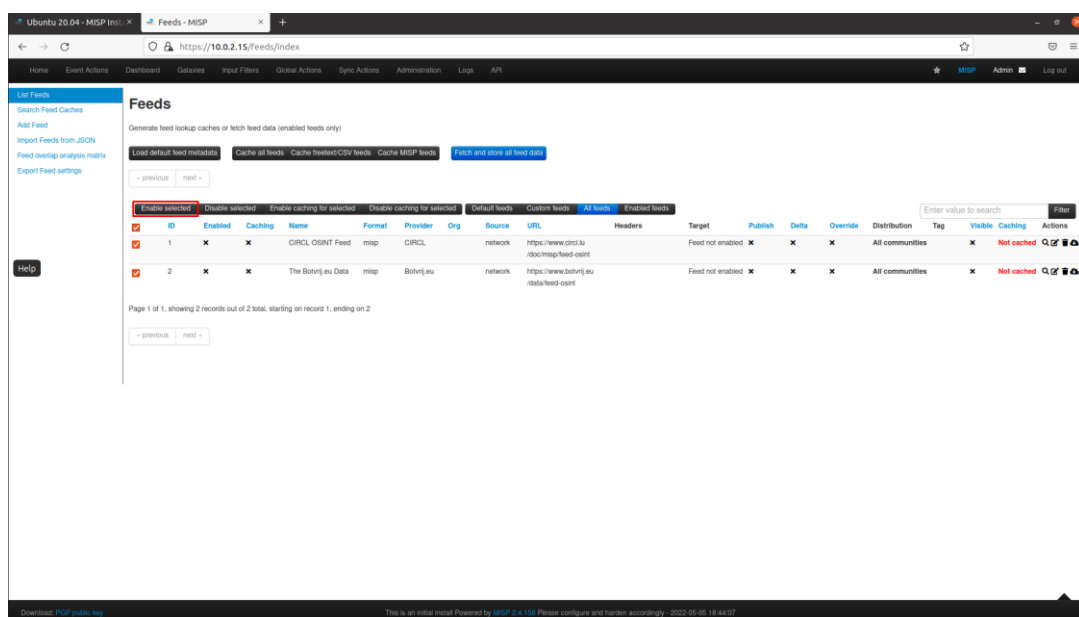 Ubuntu 20.04 - MISP Inst
Feeds - MISP
https://10.0.2.15/feeds/index
Home Event Actions Dashboard Galaxies Input Filters Global Actions Sync Actions Administration Logs API MISP Admin Log out
List Feeds
Search Feed Caches
Add Feed
Import Feeds from JSON
Feed overlap analysis matrix
Export Feed settings
Feeds
Generate feed lookup caches or fetch feed data (enabled feeds only)
Load default feed metadata Cache all feeds Cache freetext/CSV feeds Cache MISP feeds Fetch and store all feed data
« previous next »
Enable selected Disable selected Enable caching for selected Disable caching for selected Default feeds Custom feeds All feeds Enabled feeds Enter value to search Filter
ID Enabled Caching Name Format Provider Org Source URL Headers Target Publish Delta Override Distribution Tag Visible Caching Actions
1 CIRCL OSINT Feed misp CIRCL network https://www.circl.lu Feed not enabled All communities Not cached
/doc/misp/feed-osint
2 The Botvrij.eu Data misp Botvrij.eu network https://www.botvrij.eu Feed not enabled All communities Not cached
/data/feed-osint
Page 1 of 1, showing 2 records out of 2 total, starting on record 1, ending on 2
« previous next »
Help
Download: PGP public key This is an initial install Powered by MISP 2.4.158 Please configure and harden accordingly - 2022-05-05 18:44:07